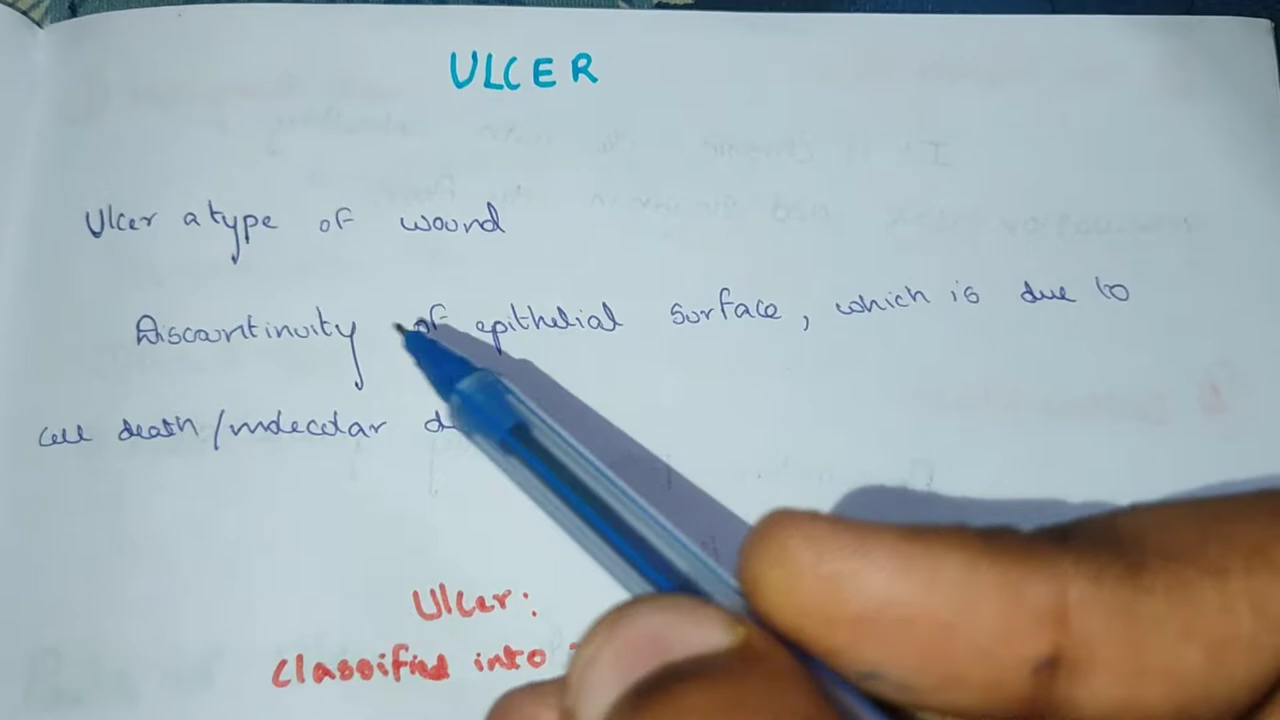 ULCER
Ulcer a type of wound
Discontinuity of epithelial surface, which is due to
cell death / molecular
Ulcer:
classified into